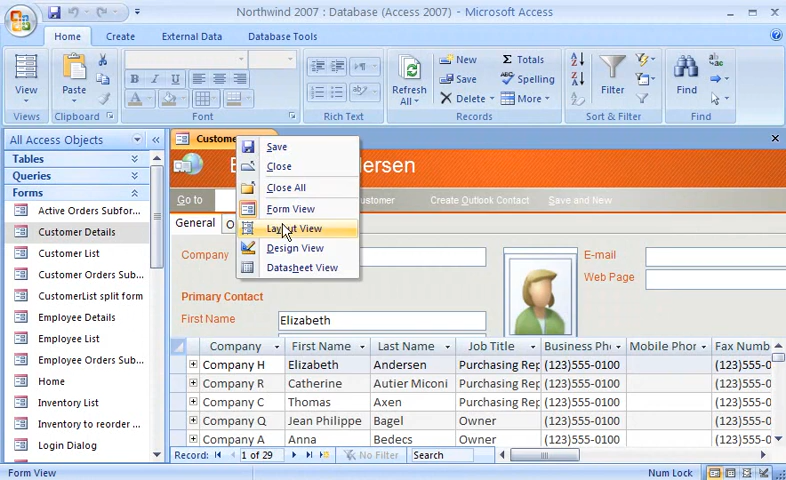 Northwind 2007 : Database (Access 2007) - Microsoft Access
Home Create External Data Database Tools
View Paste B I U Refresh All New Save Delete Totals Spelling More Filter Find
Views Clipboard Font Rich Text Records Sort & Filter Find
All Access Objects
Tables
Queries
Forms
Active Orders Subfor...
Customer Details
Customer List
Customer Orders Sub...
CustomerList split form
Employee Details
Employee List
Employee Orders Sub...
Home
Inventory List
Inventory to reorder ...
Login Dialog
Save
Close
Close All
Form View
Layout View
Design View
Datasheet View
Go to Create Outlook Contact Save and New
General
Company
E-mail
Web Page
Primary Contact
First Name Elizabeth
Company First Name Last Name Job Title Business Ph Mobile Phor Fax Numb
Company H Elizabeth Andersen Purchasing Rep (123)555-0100 (123)555-0
Company R Catherine Autier Miconi Purchasing Rep (123)555-0100 (123)555-0
Company C Thomas Axen Purchasing Rep (123)555-0100 (123)555-0
Company Q Jean Philippe Bagel Owner (123)555-0100 (123)555-0
Company A Anna Bedecs Owner (123)555-0100 (123)555-0
Record: 1 of 29 No Filter Search
Form View Num Lock